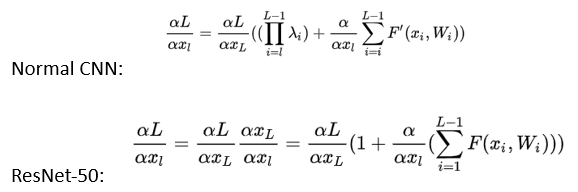 αL/αx_l = αL/αx_L ((∏_{i=l}^{L-1} λ_i) + α/αx_l ∑_{i=i}^{L-1} F'(x_i, W_i))
Normal CNN:
αL/αx_l = αL/αx_L αx_L/αx_l = αL/αx_L (1 + α/αx_l (∑_{i=1}^{L-1} F(x_i, W_i)))
ResNet-50: